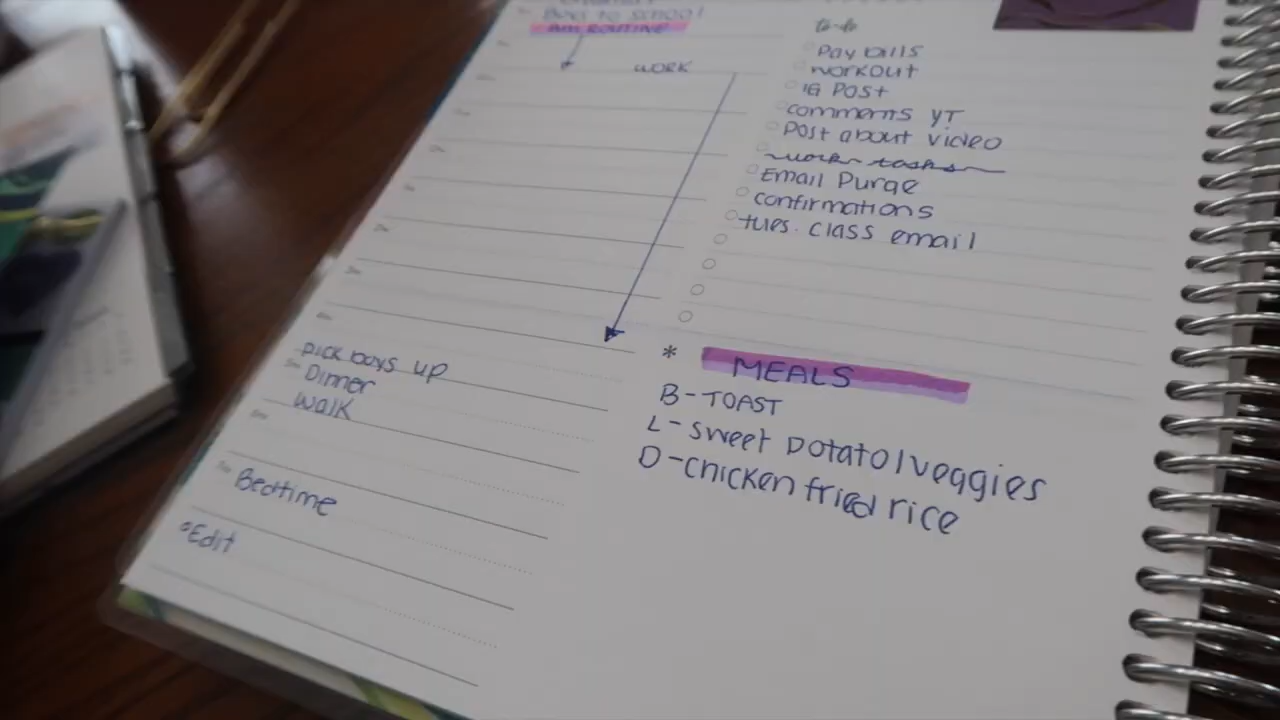 Boys to school
AM ROUTINE
WORK
pick boys up
Dinner
Walk
Bedtime
Edit
to-do
Pay bills
workout
IG Post
comments YT
Post about video
work tasks
Email Purge
confirmations
tues. class email
* MEALS
B-TOAST
L-sweet potato/veggies
D-chicken fried rice